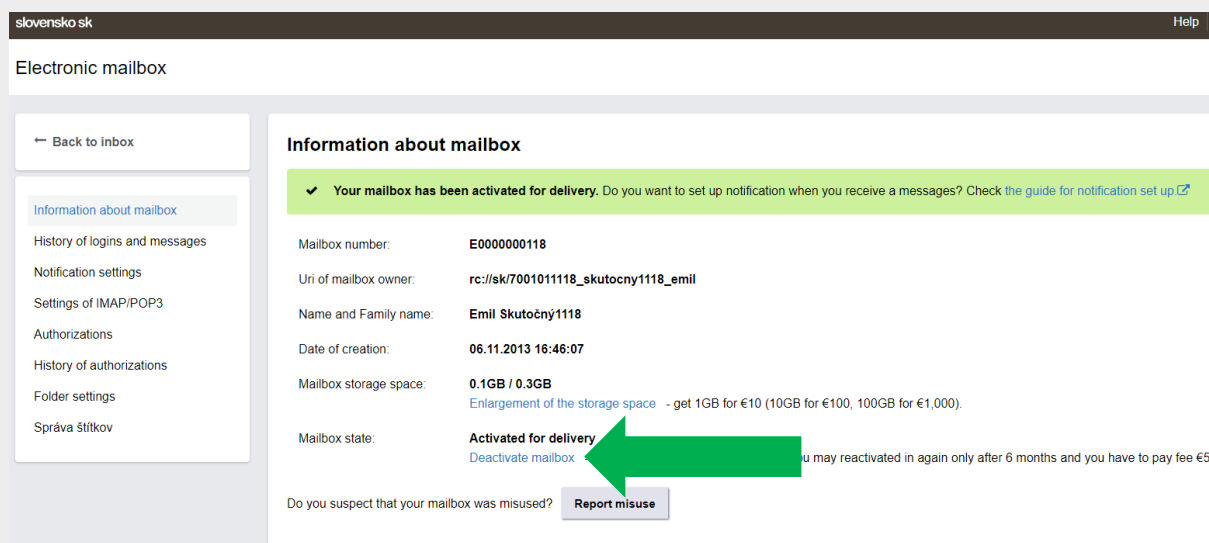 slovensko sk
Help
Electronic mailbox
← Back to inbox
Information about mailbox
History of logins and messages
Notification settings
Settings of IMAP/POP3
Authorizations
History of authorizations
Folder settings
Správa štítkov
Information about mailbox
✔ Your mailbox has been activated for delivery. Do you want to set up notification when you receive a messages? Check the guide for notification set up.
Mailbox number: E0000000118
Uri of mailbox owner: rc://sk/7001011118_skutocny1118_emil
Name and Family name: Emil Skutočný1118
Date of creation: 06.11.2013 16:46:07
Mailbox storage space: 0.1GB / 0.3GB
Enlargement of the storage space - get 1GB for €10 (10GB for €100, 100GB for €1,000).
Mailbox state: Activated for delivery
Deactivate mailbox may reactivated in again only after 6 months and you have to pay fee €5
Do you suspect that your mailbox was misused? Report misuse